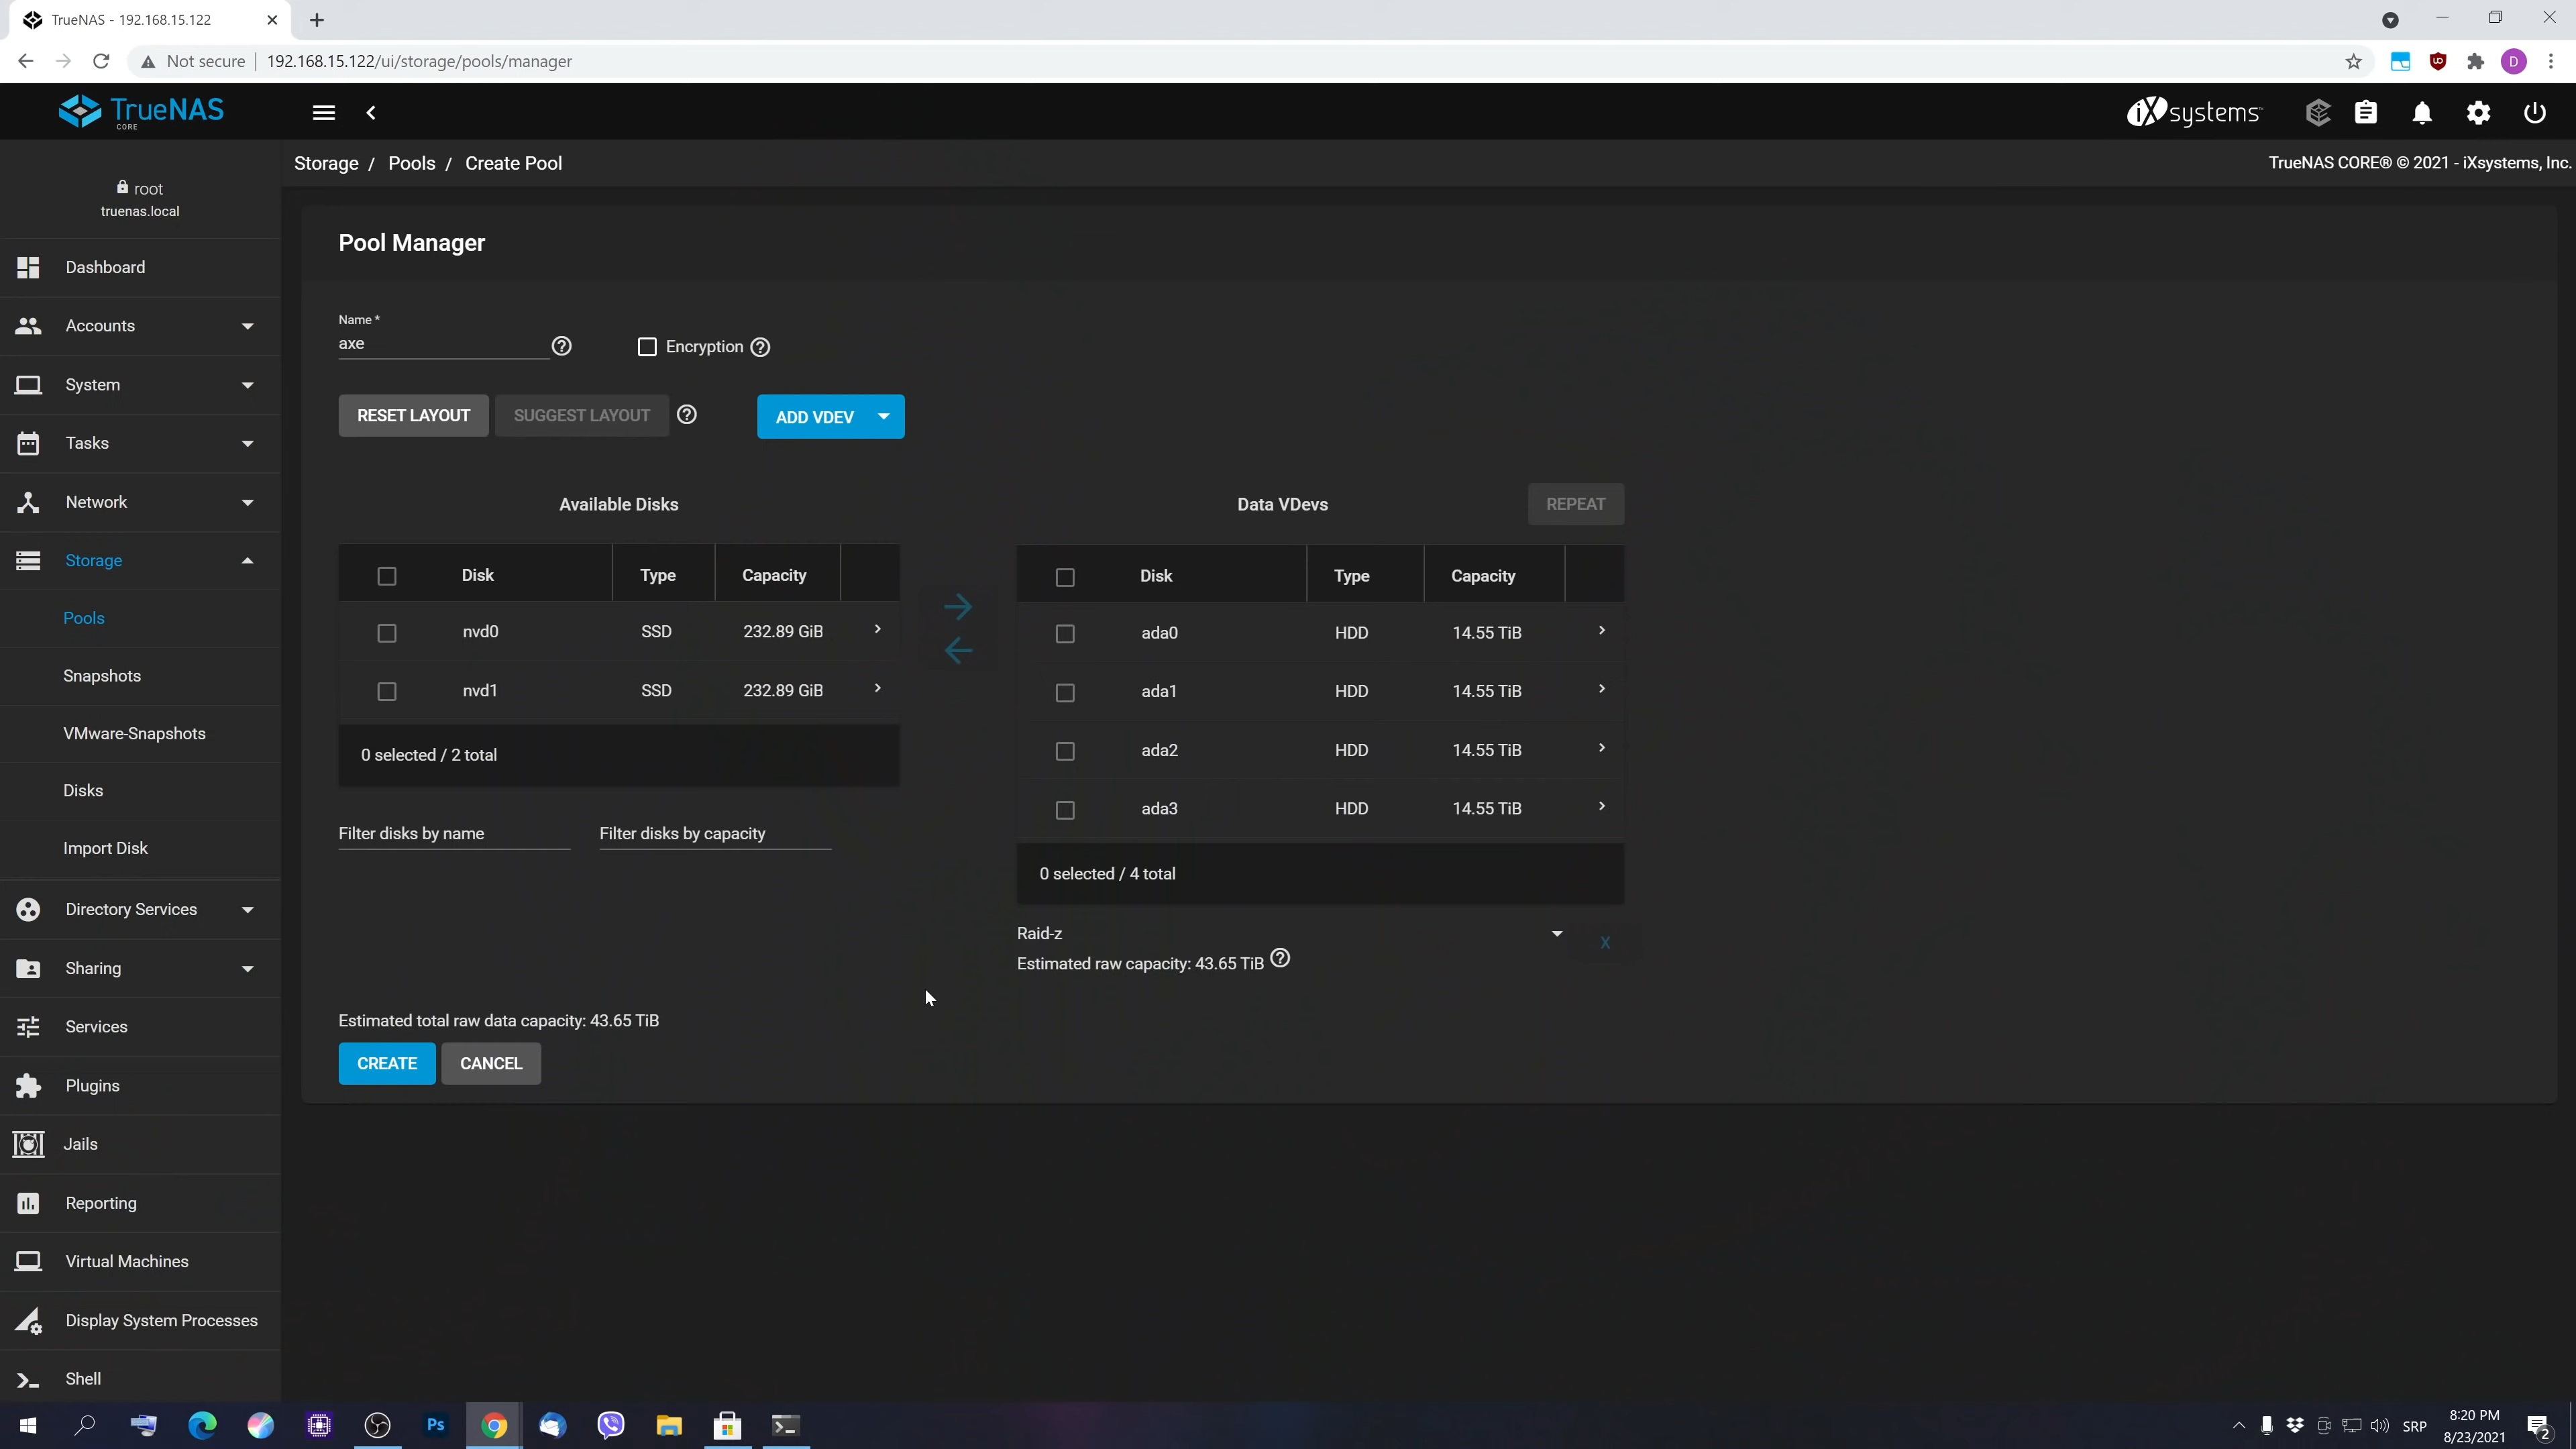 TrueNAS - 192.168.15.122
Not secure
192.168.15.122/ui/storage/pools/manager
D
TrueNAS
CORE
iXsystems
Storage / Pools / Create Pool
TrueNAS CORE® © 2021 - iXsystems, Inc.
root
truenas.local
Dashboard
Accounts
System
Tasks
Network
Storage
Pools
Snapshots
VMware-Snapshots
Disks
Import Disk
Directory Services
Sharing
Services
Plugins
Jails
Reporting
Virtual Machines
Display System Processes
Shell
Pool Manager
Name *
axe
Encryption
RESET LAYOUT SUGGEST LAYOUT ADD VDEV
Available Disks
Disk Type Capacity
nvd0 SSD 232.89 GiB
nvd1 SSD 232.89 GiB
0 selected / 2 total
Filter disks by name Filter disks by capacity
Data VDevs REPEAT
Disk Type Capacity
ada0 HDD 14.55 TiB
ada1 HDD 14.55 TiB
ada2 HDD 14.55 TiB
ada3 HDD 14.55 TiB
0 selected / 4 total
Raid-z
X
Estimated raw capacity: 43.65 TiB
Estimated total raw data capacity: 43.65 TiB
CREATE CANCEL
Ps
SRP
8:20 PM
8/23/2021
2